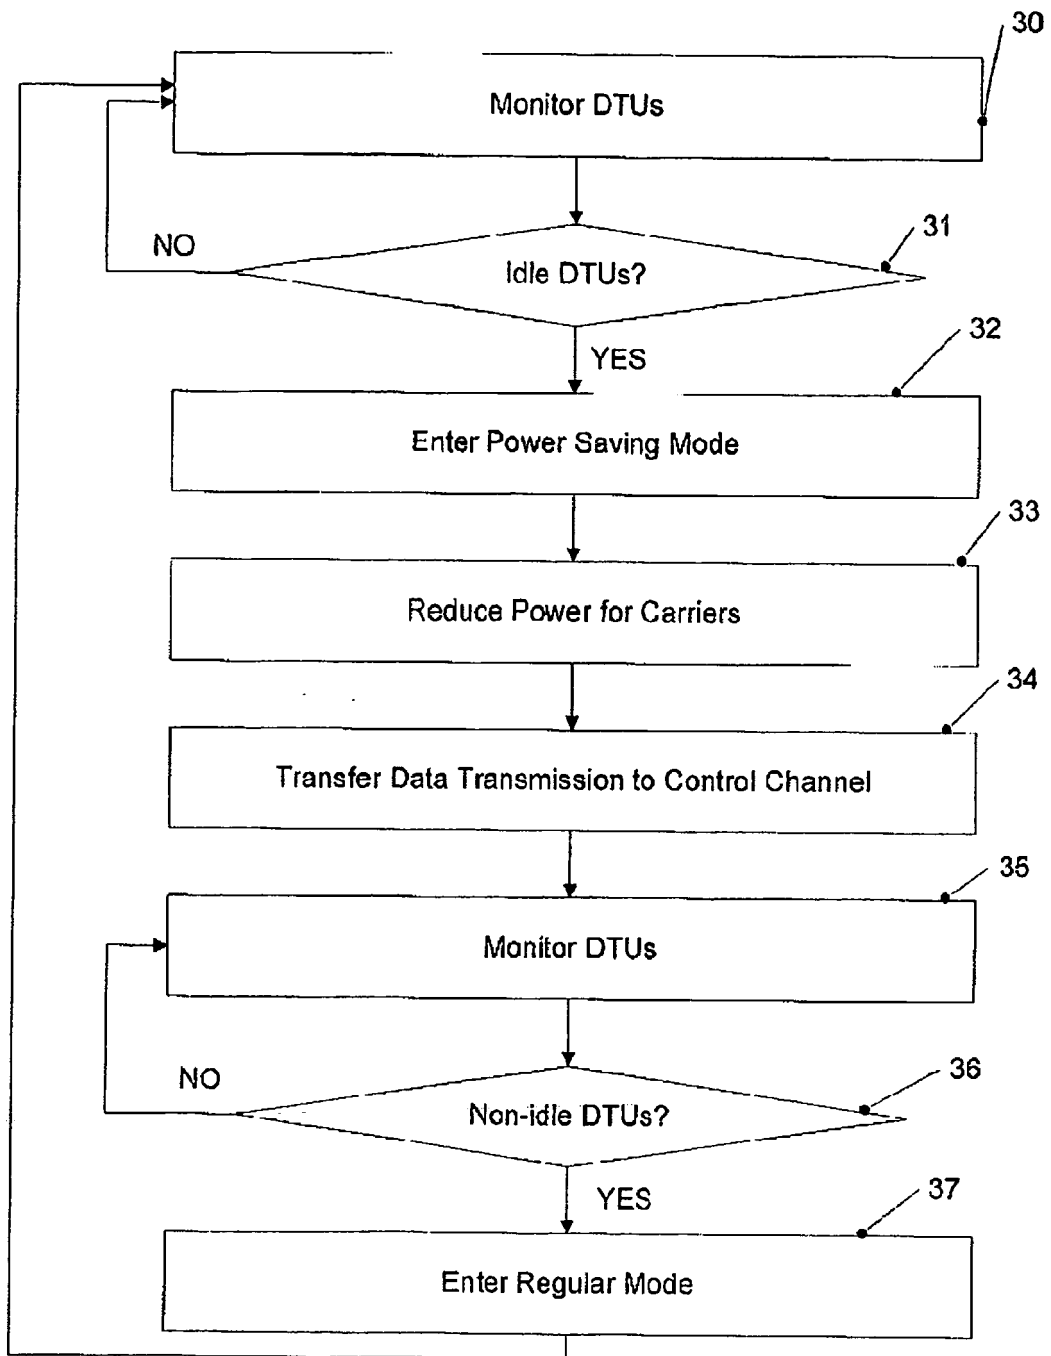 30
Monitor DTUs
31
NO
Idle DTUs?
32
YES
Enter Power Saving Mode
33
Reduce Power for Carriers
34
Transfer Data Transmission to Control Channel
35
Monitor DTUs
36
NO
Non-idle DTUs?
37
YES
Enter Regular Mode